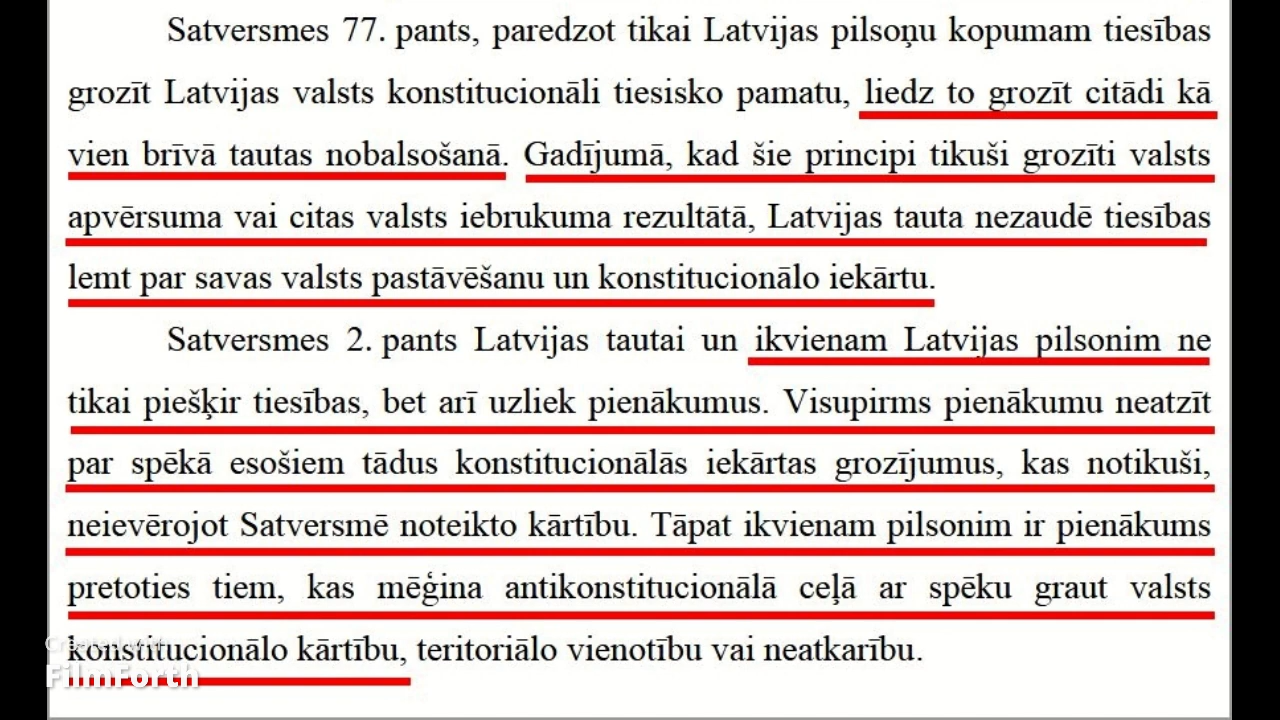 Satversmes 77. pants, paredzot tikai Latvijas pilsoņu kopumam tiesības
grozīt Latvijas valsts konstitucionāli tiesisko pamatu, liedz to grozīt citādi kā
vien brīvā tautas nobalsošanā. Gadījumā, kad šie principi tikuši grozīti valsts
apvērsuma vai citas valsts iebrukuma rezultātā, Latvijas tauta nezaudē tiesības
lemt par savas valsts pastāvēšanu un konstitucionālo iekārtu.
Satversmes 2. pants Latvijas tautai un ikvienam Latvijas pilsonim ne
tikai piešķir tiesības, bet arī uzliek pienākumus. Visupirms pienākumu neatzīt
par spēkā esošiem tādus konstitucionālās iekārtas grozījumus, kas notikuši,
neievērojot Satversmē noteikto kārtību. Tāpat ikvienam pilsonim ir pienākums
pretoties tiem, kas mēģina antikonstitucionālā ceļā ar spēku graut valsts
konstitucionālo kārtību, teritoriālo vienotību vai neatkarību.
Created with
FilmForth